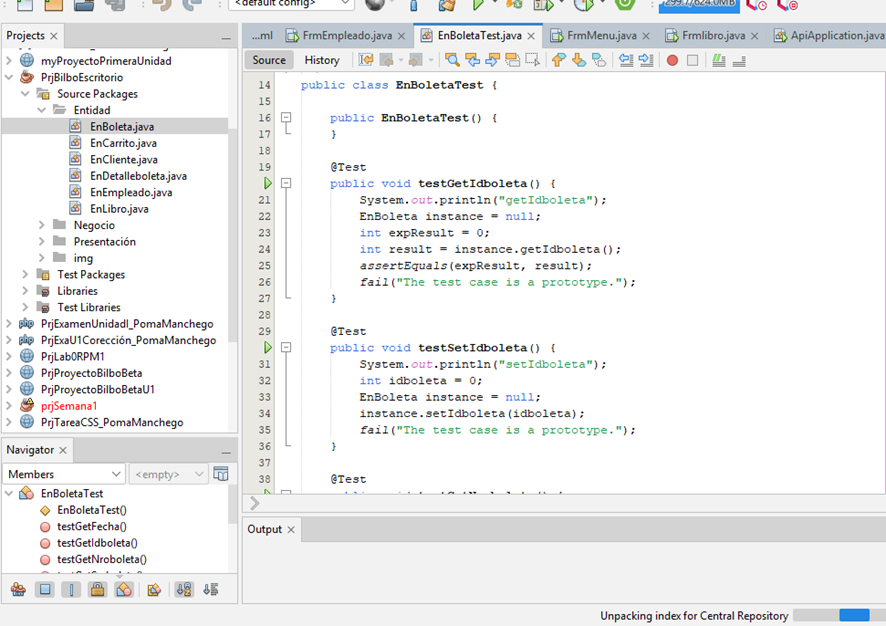 <default config>
299.7/624.0MB
Projects
...ml
FrmEmpleado.java
EnBoletaTest.java
FrmMenu.java
Frmlibro.java
ApiApplication.java
Source
History
myProyectoPrimeraUnidad
PrjBilboEscritorio
Source Packages
Entidad
EnBoleta.java
EnCarrito.java
EnCliente.java
EnDetalleboleta.java
EnEmpleado.java
EnLibro.java
Negocio
Presentación
img
Test Packages
Libraries
Test Libraries
PrjExamenUnidadI_PomaManchego
PrjExaU1Corección_PomaManchego
PrjLab0RPM1
PrjProyectoBilboBeta
PrjProyectoBilboBetaU1
prjSemana1
PrjTareaCSS_PomaManchego
14 public class EnBoletaTest {
15
16 public EnBoletaTest() {
17 }
18
19 @Test
public void testGetIdboleta() {
21 System.out.println("getIdboleta");
22 EnBoleta instance = null;
23 int expResult = 0;
24 int result = instance.getIdboleta();
25 assertEquals(expResult, result);
26 fail("The test case is a prototype.");
27 }
28
29 @Test
public void testSetIdboleta() {
31 System.out.println("setIdboleta");
32 int idboleta = 0;
33 EnBoleta instance = null;
34 instance.setIdboleta(idboleta);
35 fail("The test case is a prototype.");
36 }
37
38 @Test
Navigator
Members
<empty>
EnBoletaTest
EnBoletaTest()
testGetFecha()
testGetIdboleta()
testGetNroboleta()
Output
Unpacking index for Central Repository